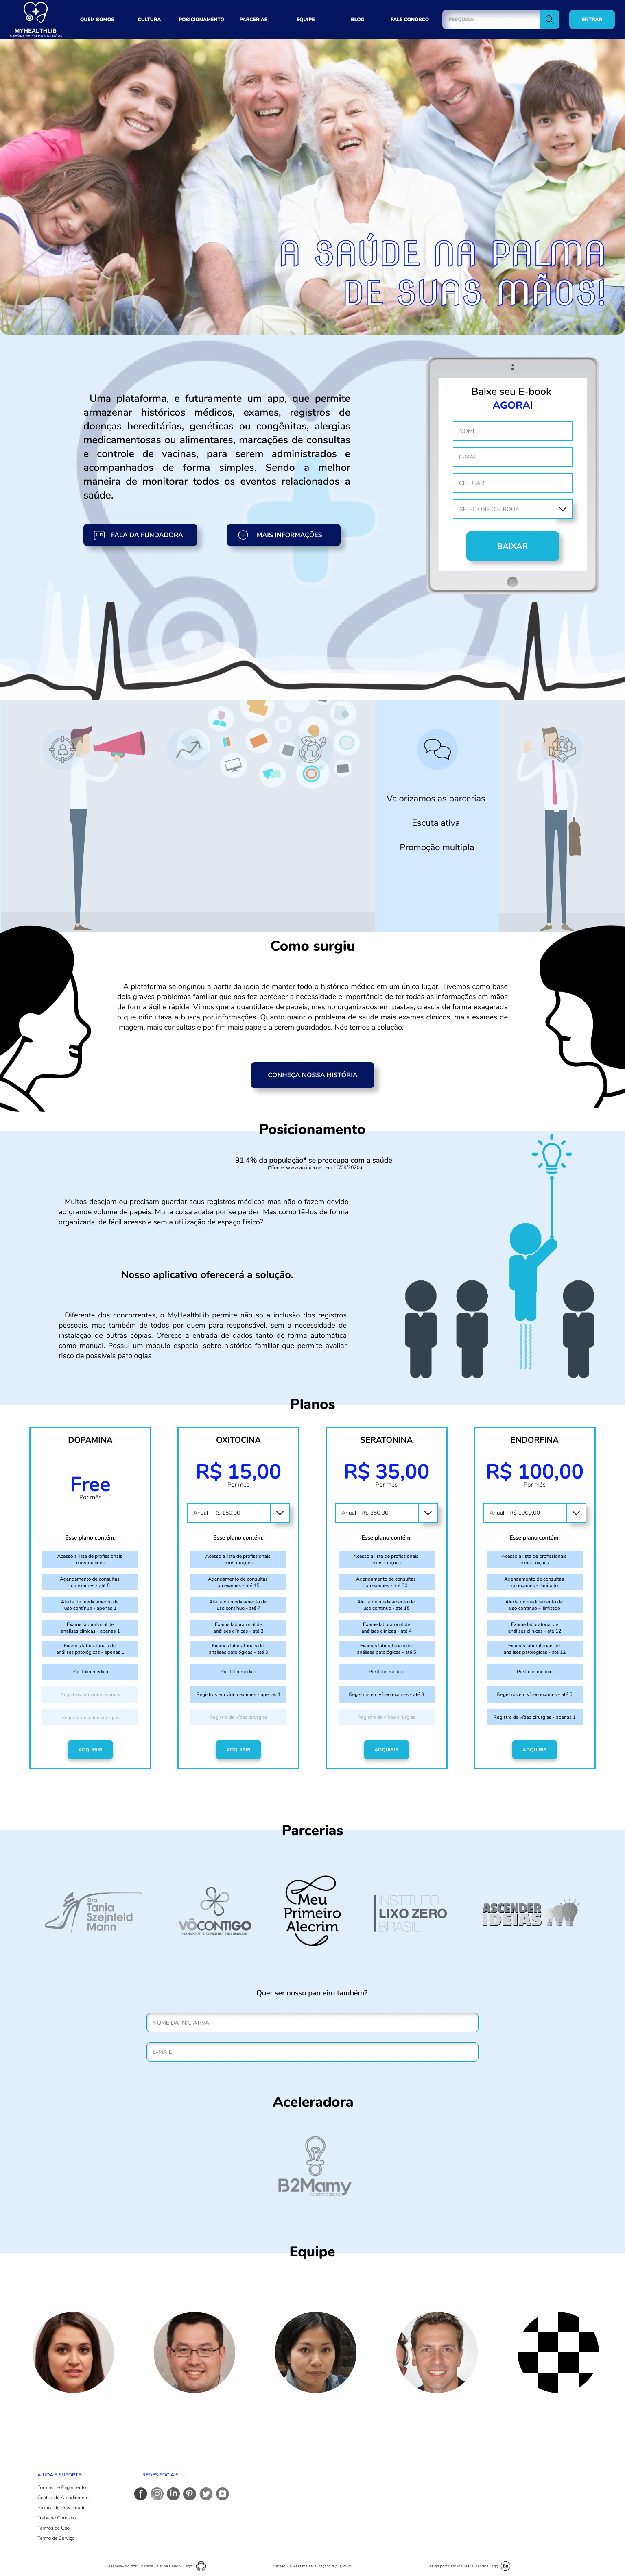 MYHEALTHLIB
A SAÚDE NA PALMA DAS MÃOS
QUEM SOMOS
CULTURA
POSICIONAMENTO
PARCERIAS
EQUIPE
BLOG
FALE CONOSCO
PESQUISA
ENTRAR
A SAÚDE NA PALMA
DE SUAS MÃOS!
Uma plataforma, e futuramente um app, que permite
armazenar históricos médicos, exames, registros de
doenças hereditárias, genéticas ou congênitas, alergias
medicamentosas ou alimentares, marcações de consultas
e controle de vacinas, para serem administrados e
acompanhados de forma simples. Sendo a melhor
maneira de monitorar todos os eventos relacionados a
saúde.
FALA DA FUNDADORA
MAIS INFORMAÇÕES
Baixe seu E-book
AGORA!
NOME
E-MAIL
CELULAR
SELECIONE O E-BOOK
BAIXAR
Valorizamos as parcerias
Escuta ativa
Promoção multipla
Como surgiu
A plataforma se originou a partir da ideia de manter todo o histórico médico em um único lugar. Tivemos como base
dois graves problemas familiar que nos fez perceber a necessidade e importância de ter todas as informações em mãos
de forma ágil e rápida. Vimos que a quantidade de papeis, mesmo organizados em pastas, crescia de forma exagerada
o que dificultava a busca por informações. Quanto maior o problema de saúde mais exames clínicos, mais exames de
imagem, mais consultas e por fim mais papeis a serem guardados. Nós temos a solução.
CONHEÇA NOSSA HISTÓRIA
Posicionamento
91,4% da população* se preocupa com a saúde.
(*Fonte: www.acritica.net em 16/09/2020.)
Muitos desejam ou precisam guardar seus registros médicos mas não o fazem devido
ao grande volume de papeis. Muita coisa acaba por se perder. Mas como tê-los de forma
organizada, de fácil acesso e sem a utilização de espaço físico?
Nosso aplicativo oferecerá a solução.
Diferente dos concorrentes, o MyHealthLib permite não só a inclusão dos registros
pessoais, mas também de todos por quem para responsável. sem a necessidade de
instalação de outras cópias. Oferece a entrada de dados tanto de forma automática
como manual. Possui um módulo especial sobre histórico familiar que permite avaliar
risco de possíveis patologias
Planos
DOPAMINA
Free
Por mês
Esse plano contém:
Acesso a lista de profissionais
e instituições
Agendamento de consultas
ou exames - até 5
Alerta de medicamento de
uso contínuo - apenas 1
Exame laboratorial de
análises clínicas - apenas 1
Exames laboratoriais de
análises patológicas - apenas 1
Portfólio médico
Registros em vídeo exames
Registro de vídeo cirurgias
ADQUIRIR
OXITOCINA
R$ 15,00
Por mês
Anual - R$ 150,00
Esse plano contém:
Acesso a lista de profissionais
e instituições
Agendamento de consultas
ou exames - até 15
Alerta de medicamento de
uso contínuo - até 7
Exame laboratorial de
análises clínicas - até 3
Exames laboratoriais de
análises patológicas - até 3
Portfólio médico
Registros em vídeo exames - apenas 1
Registro de vídeo cirurgias
ADQUIRIR
SERATONINA
R$ 35,00
Por mês
Anual - R$ 350,00
Esse plano contém:
Acesso a lista de profissionais
e instituições
Agendamento de consultas
ou exames - até 30
Alerta de medicamento de
uso contínuo - até 15
Exame laboratorial de
análises clínicas - até 4
Exames laboratoriais de
análises patológicas - até 5
Portfólio médico
Registros em vídeo exames - até 3
Registro de vídeo cirurgias
ADQUIRIR
ENDORFINA
R$ 100,00
Por mês
Anual - R$ 1000,00
Esse plano contém:
Acesso a lista de profissionais
e instituições
Agendamento de consultas
ou exames - ilimitado
Alerta de medicamento de
uso contínuo - ilimitado
Exame laboratorial de
análises clínicas - até 12
Exames laboratoriais de
análises patológicas - até 12
Portfólio médico
Registros em vídeo exames - até 5
Registro de vídeo cirurgias - apenas 1
ADQUIRIR
Parcerias
Dra.
Tania
Szejnfeld
Mann
VÔCONTIGO
TRANSPORTE E CONCIERGE EXCLUSIVO 60+
Meu
Primeiro
Alecrim
INSTITUTO
LIXO ZERO
BRASIL
ASCENDER
IDEIAS
Quer ser nosso parceiro também?
NOME DA INICIATIVA
E-MAIL
Aceleradora
B2Mamy
Aceleradora
Equipe
AJUDA E SUPORTE:
Formas de Pagamento
Central de Atendimento
Política de Privacidade
Trabalhe Conosco
Termos de Uso
Termo de Serviço
REDES SOCIAIS:
Desenvolvido por: Thereza Cristina Bandoli Legg
Versão 2.0 - Última atualização: 20/11/2020
Design por: Carolina Maria Bandoli Legg